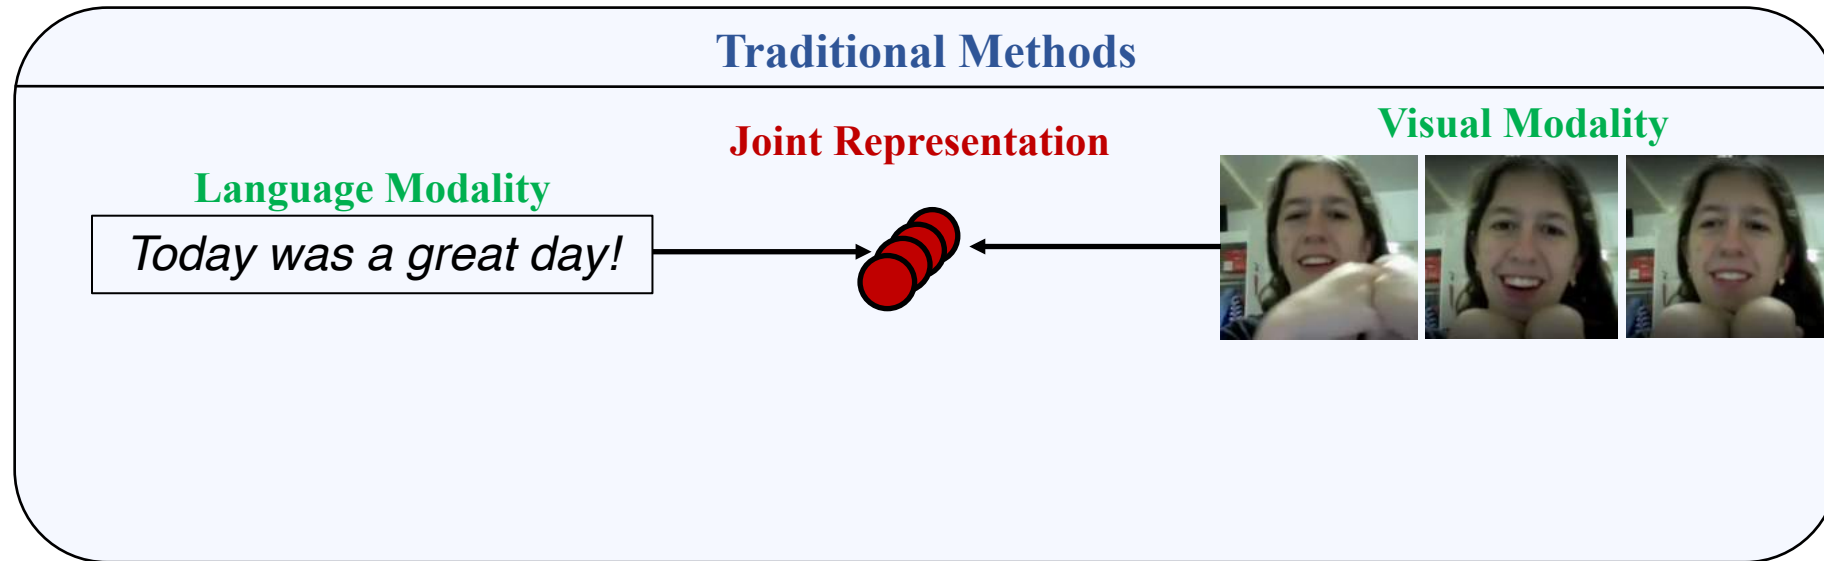 Traditional Methods
Joint Representation
Visual Modality
Language Modality
Today was a great day!